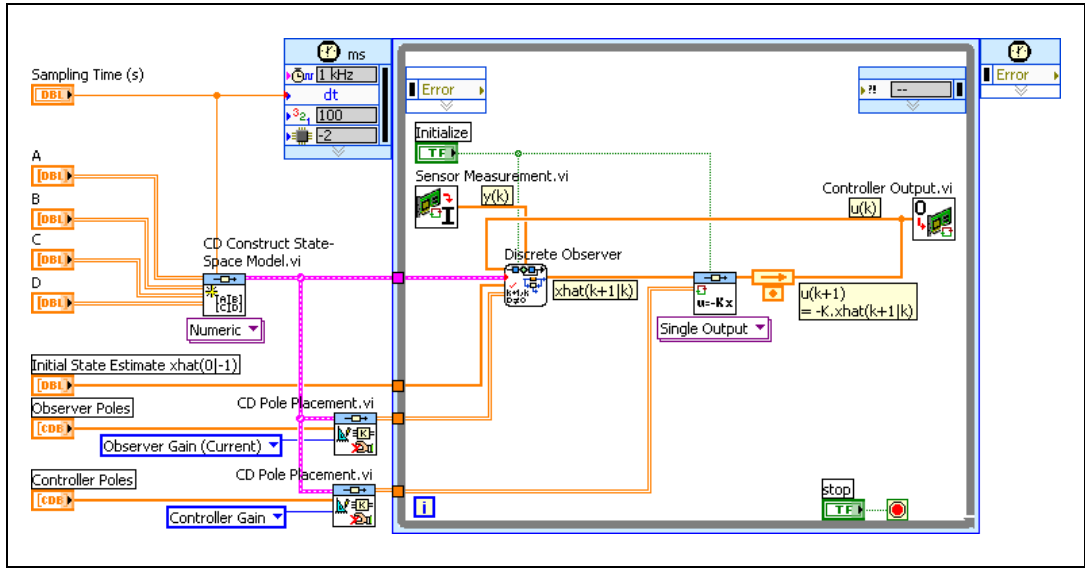 ms
Sampling Time (s)
DBL
1 kHz
dt
100
-2
Error
?! --
Error
Initialize
TF
Sensor Measurement.vi
y(k)
Controller Output.vi
u(k)
A
[DBL]
B
[DBL]
C
[DBL]
D
[DBL]
CD Construct State-
Space Model.vi
[A|B]
[C|D]
Numeric
Discrete Observer
k+1,k
D≠0
xhat(k+1|k)
u=-Kx
Single Output
u(k+1)
= -K.xhat(k+1|k)
Initial State Estimate xhat(0|-1)
[DBL]
Observer Poles
[CDB]
CD Pole Placement.vi
K
Observer Gain (Current)
Controller Poles
[CDB]
CD Pole Placement.vi
K
Controller Gain
i
stop
TF